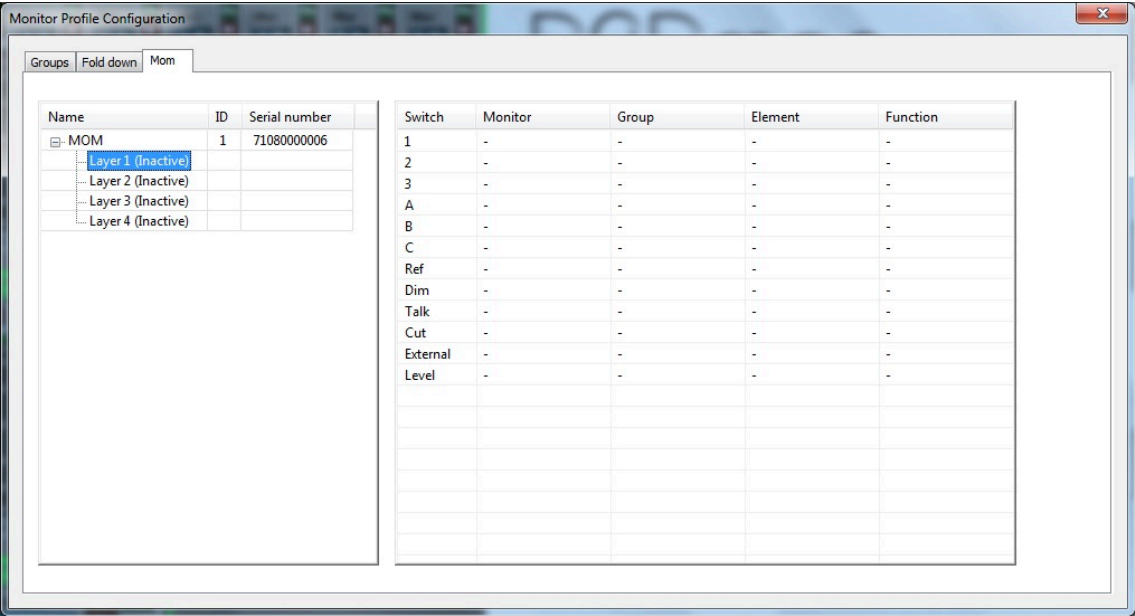 Monitor Profile Configuration
Groups Fold down Mom
Name ID Serial number
MOM 1 71080000006
Layer 1 (Inactive)
Layer 2 (Inactive)
Layer 3 (Inactive)
Layer 4 (Inactive)
Switch Monitor Group Element Function
1 - - - -
2 - - - -
3 - - - -
A - - - -
B - - - -
C - - - -
Ref - - - -
Dim - - - -
Talk - - - -
Cut - - - -
External - - - -
Level - - - -